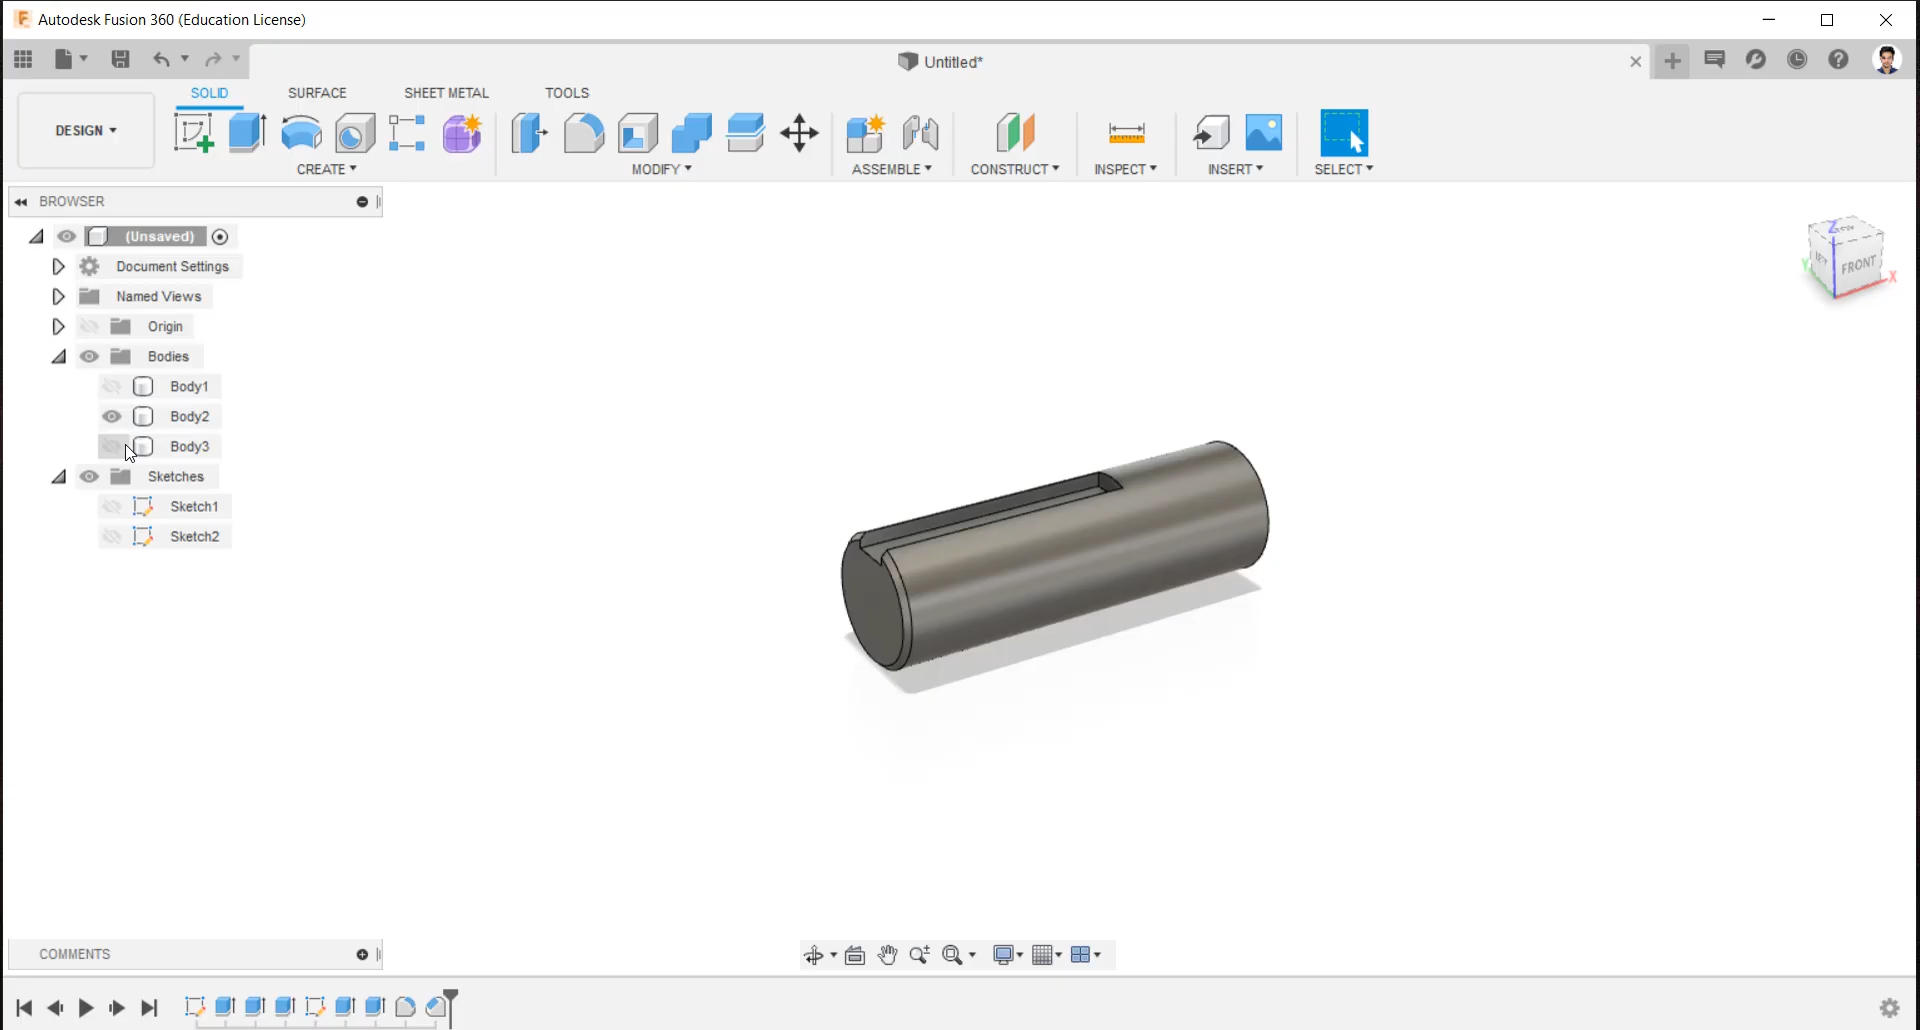 Autodesk Fusion 360 (Education License)
Untitled*
SOLID
SURFACE
SHEET METAL
TOOLS
DESIGN
CREATE
MODIFY
ASSEMBLE
CONSTRUCT
INSPECT
INSERT
SELECT
BROWSER
(Unsaved)
Document Settings
Named Views
Origin
Bodies
Body1
Body2
Body3
Sketches
Sketch1
Sketch2
Z
FRONT
Y
X
COMMENTS